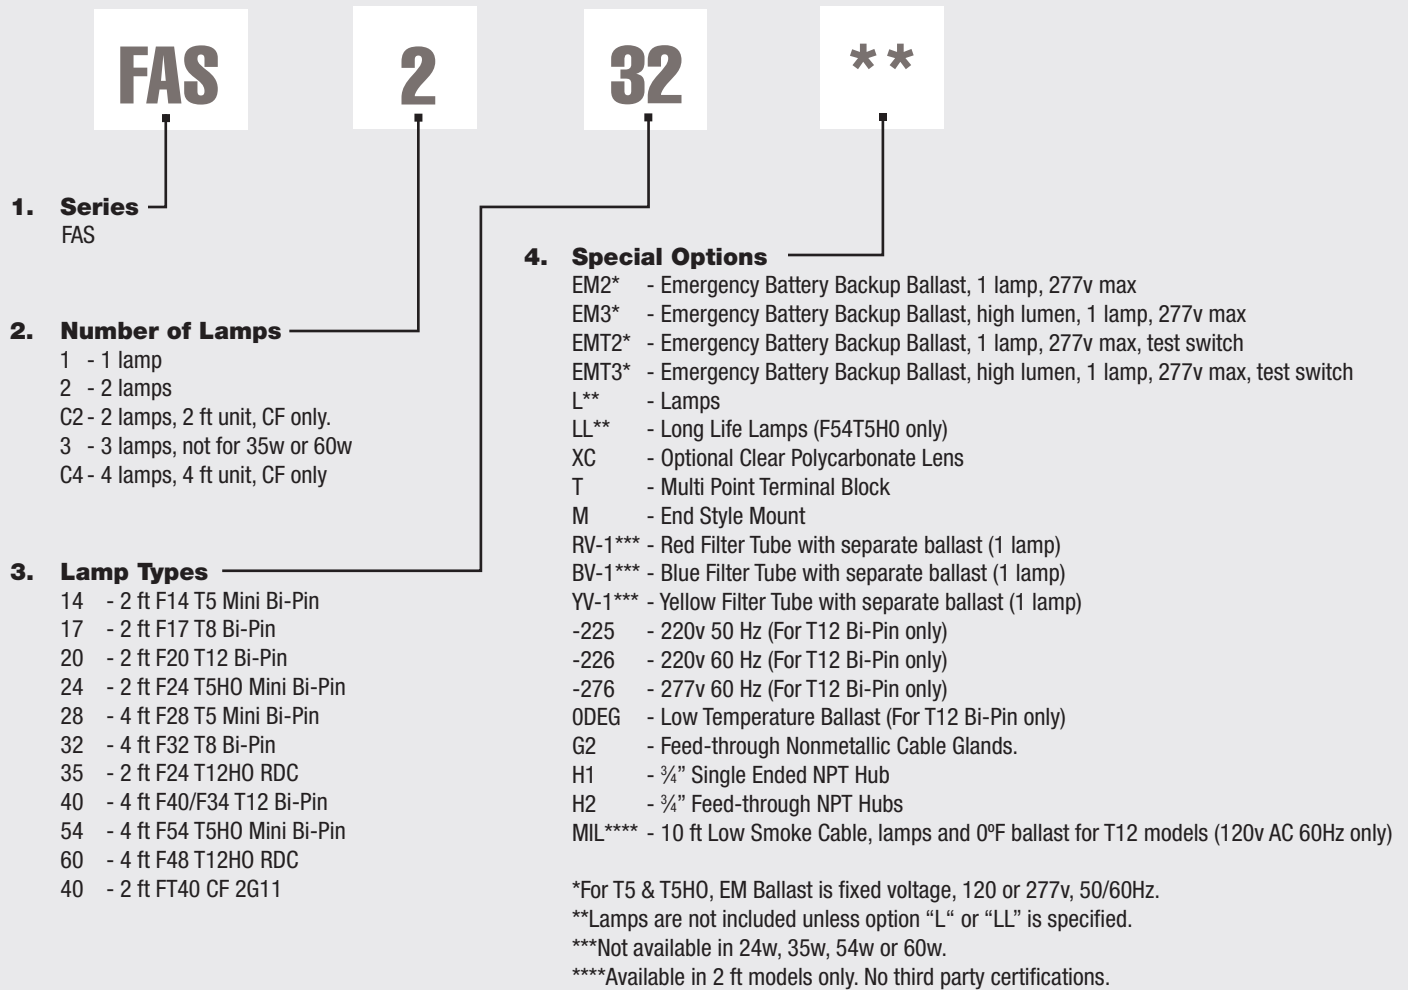 FAS 2 32 **
1. Series
FAS
2. Number of Lamps
1 - 1 lamp
2 - 2 lamps
C2 - 2 lamps, 2 ft unit, CF only.
3 - 3 lamps, not for 35w or 60w
C4 - 4 lamps, 4 ft unit, CF only
3. Lamp Types
14 - 2 ft F14 T5 Mini Bi-Pin
17 - 2 ft F17 T8 Bi-Pin
20 - 2 ft F20 T12 Bi-Pin
24 - 2 ft F24 T5HO Mini Bi-Pin
28 - 4 ft F28 T5 Mini Bi-Pin
32 - 4 ft F32 T8 Bi-Pin
35 - 2 ft F24 T12HO RDC
40 - 4 ft F40/F34 T12 Bi-Pin
54 - 4 ft F54 T5HO Mini Bi-Pin
60 - 4 ft F48 T12HO RDC
40 - 2 ft FT40 CF 2G11
4. Special Options
EM2* - Emergency Battery Backup Ballast, 1 lamp, 277v max
EM3* - Emergency Battery Backup Ballast, high lumen, 1 lamp, 277v max
EMT2* - Emergency Battery Backup Ballast, 1 lamp, 277v max, test switch
EMT3* - Emergency Battery Backup Ballast, high lumen, 1 lamp, 277v max, test switch
L** - Lamps
LL** - Long Life Lamps (F54T5HO only)
XC - Optional Clear Polycarbonate Lens
T - Multi Point Terminal Block
M - End Style Mount
RV-1*** - Red Filter Tube with separate ballast (1 lamp)
BV-1*** - Blue Filter Tube with separate ballast (1 lamp)
YV-1*** - Yellow Filter Tube with separate ballast (1 lamp)
-225 - 220v 50 Hz (For T12 Bi-Pin only)
-226 - 220v 60 Hz (For T12 Bi-Pin only)
-276 - 277v 60 Hz (For T12 Bi-Pin only)
0DEG - Low Temperature Ballast (For T12 Bi-Pin only)
G2 - Feed-through Nonmetallic Cable Glands.
H1 - ¾” Single Ended NPT Hub
H2 - ¾” Feed-through NPT Hubs
MIL**** - 10 ft Low Smoke Cable, lamps and 0ºF ballast for T12 models (120v AC 60Hz only)
*For T5 & T5HO, EM Ballast is fixed voltage, 120 or 277v, 50/60Hz.
**Lamps are not included unless option “L“ or “LL” is specified.
***Not available in 24w, 35w, 54w or 60w.
****Available in 2 ft models only. No third party certifications.